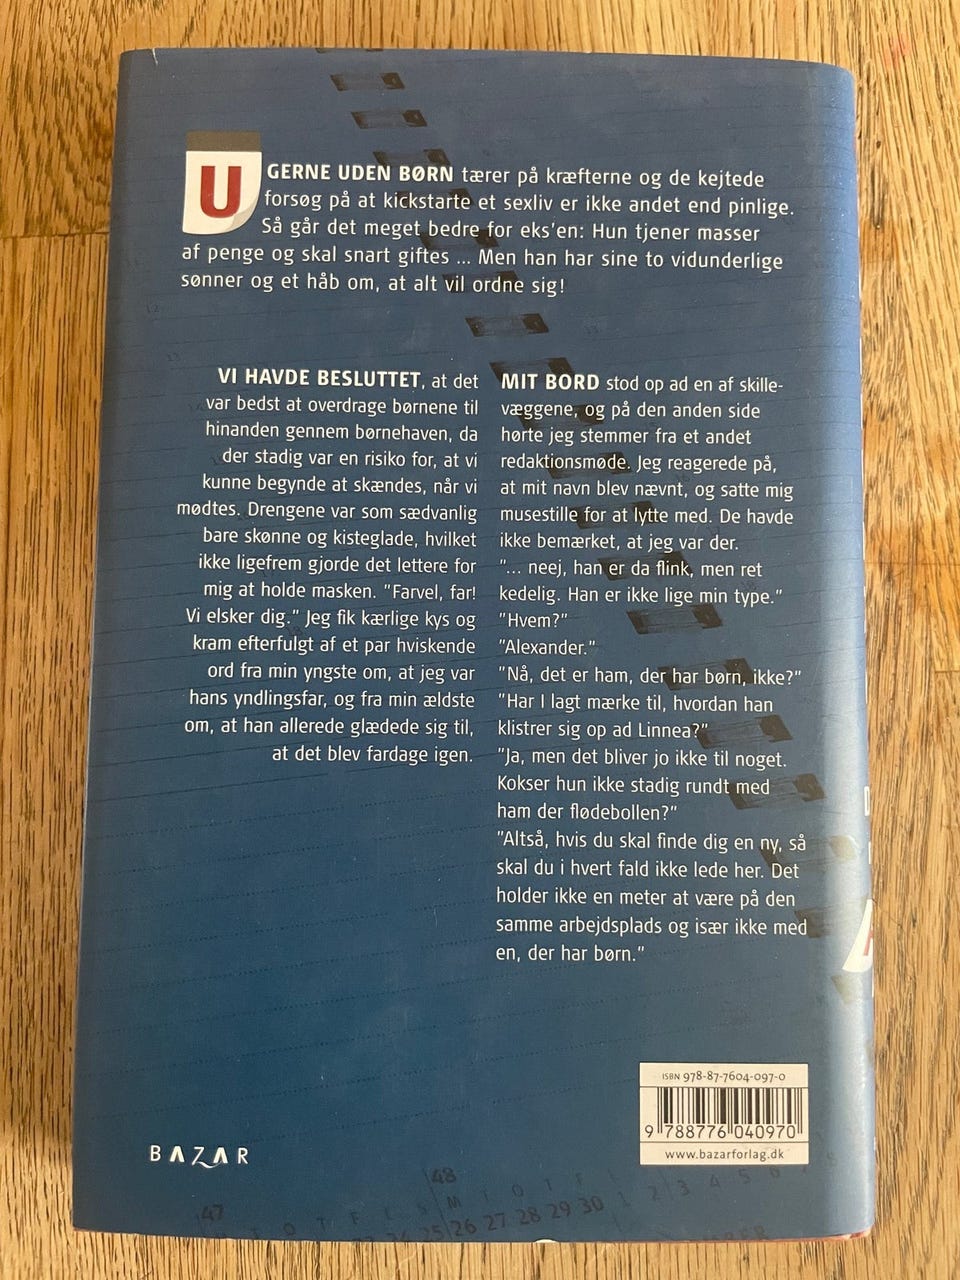 UGERNE UDEN BØRN tærer på kræfterne og de kejtede
forsøg på at kickstarte et sexliv er ikke andet end pinlige.
Så går det meget bedre for eks'en: Hun tjener masser
af penge og skal snart giftes ... Men han har sine to vidunderlige
sønner og et håb om, at alt vil ordne sig!
VI HAVDE BESLUTTET, at det
var bedst at overdrage børnene til
hinanden gennem børnehaven, da
der stadig var en risiko for, at vi
kunne begynde at skændes, når vi
mødtes. Drengene var som sædvanlig
bare skønne og kisteglade, hvilket
ikke ligefrem gjorde det lettere for
mig at holde masken. "Farvel, far!
Vi elsker dig." Jeg fik kærlige kys og
kram efterfulgt af et par hviskende
ord fra min yngste om, at jeg var
hans yndlingsfar, og fra min ældste
om, at han allerede glædede sig til,
at det blev fardage igen.
MIT BORD stod op ad en af skille-
væggene, og på den anden side
hørte jeg stemmer fra et andet
redaktionsmøde. Jeg reagerede på,
at mit navn blev nævnt, og satte mig
musestille for at lytte med. De havde
ikke bemærket, at jeg var der.
"... neej, han er da flink, men ret
kedelig. Han er ikke lige min type."
"Hvem?"
"Alexander."
"Nå, det er ham, der har børn, ikke?"
"Har I lagt mærke til, hvordan han
klistrer sig op ad Linnea?"
"Ja, men det bliver jo ikke til noget.
Kokser hun ikke stadig rundt med
ham der flødebollen?"
"Altså, hvis du skal finde dig en ny, så
skal du i hvert fald ikke lede her. Det
holder ikke en meter at være på den
samme arbejdsplads og især ikke med
en, der har børn."
ISBN 978-87-7604-097-0
9 788776 040970
www.bazarforlag.dk
BAZAR
48
M T O T F
47
25 26 27 28 29 30 1 2 3 4 5 6